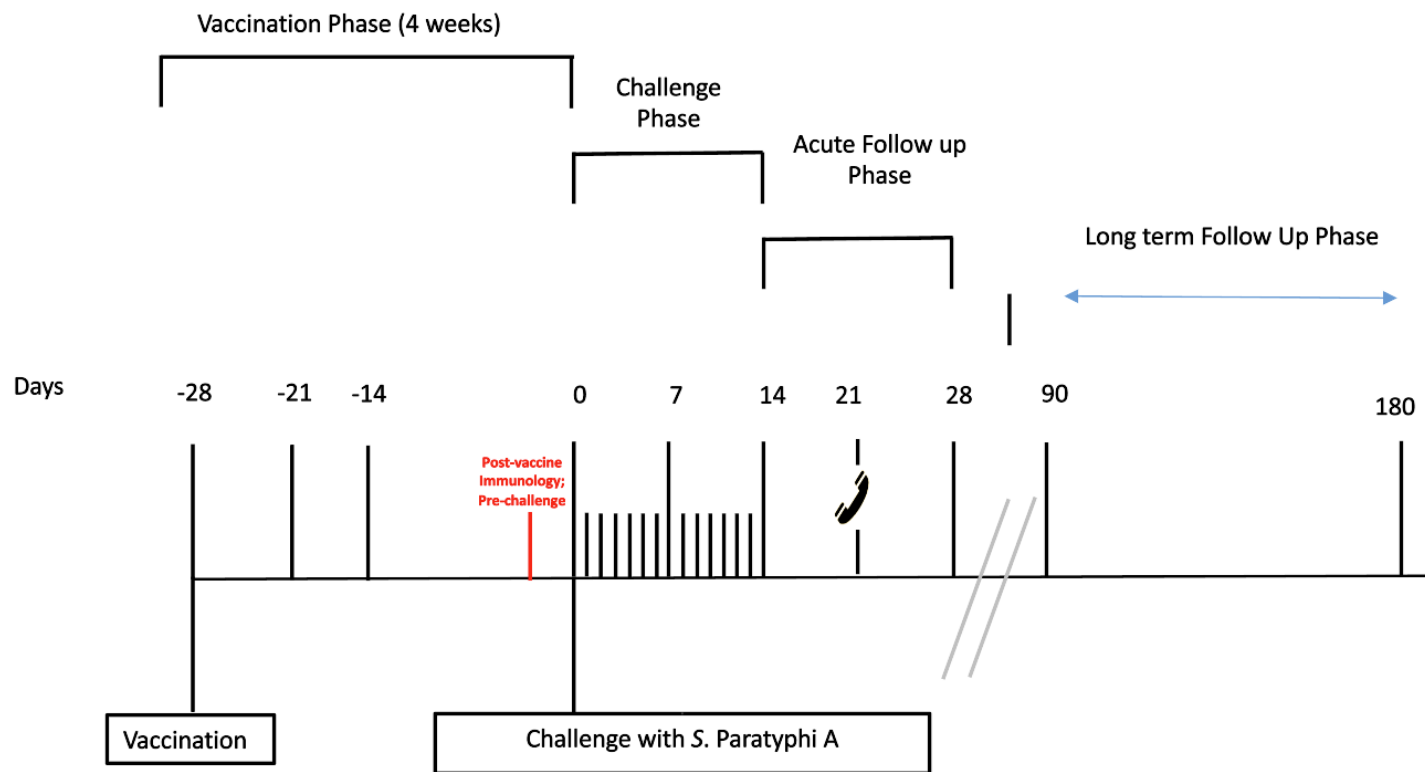 Vaccination Phase (4 weeks)
Challenge
Phase
Acute Follow up
Phase
Long term Follow Up Phase
Days
-28
-21
-14
0
7
14
21
28
90
180
Post-vaccine
Immunology;
Pre-challenge
Vaccination
Challenge with S. Paratyphi A